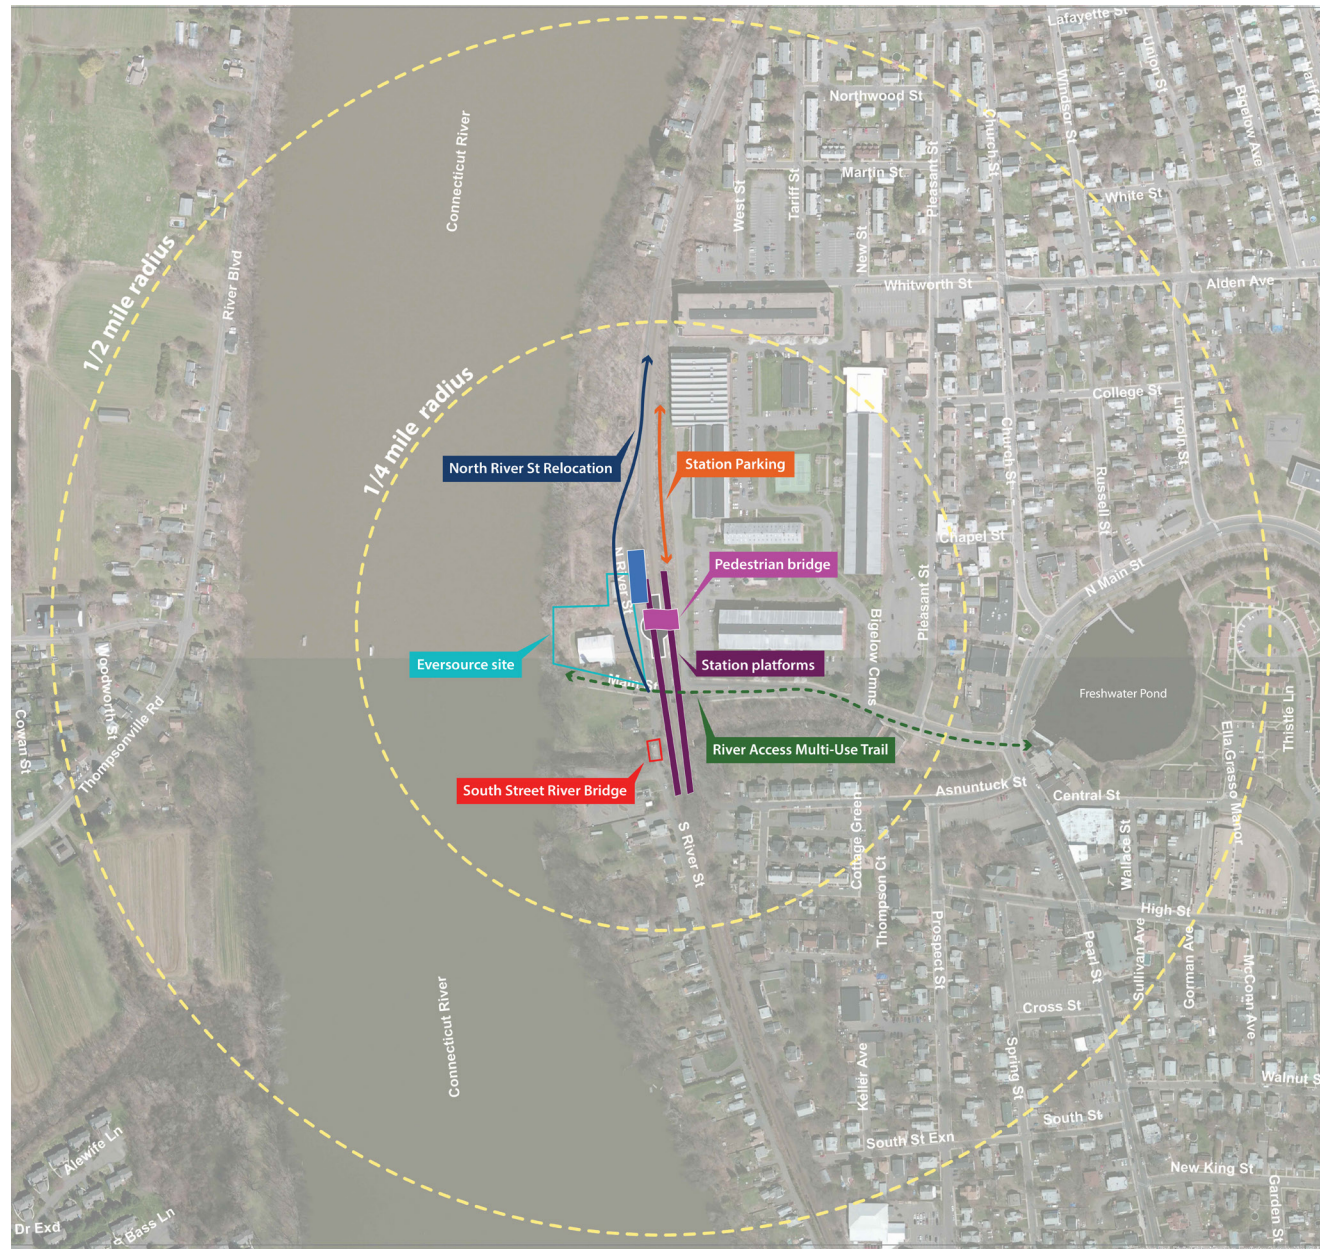 Lafayette St
Northwood St
Union St
Windsor St
Bigelow Ave
Church St
Pleasant St
Connecticut River
Martin St
West St
Tariff St
White St
New St
Whitworth St
Alden Ave
River Blvd
1/2 mile radius
1/4 mile radius
College St
Lincoln St
Church St
Russell St
North River St Relocation
Station Parking
Chapel St
N Main St
N River St
Pedestrian bridge
Pleasant St
Bigelow Cmns
Eversource site
Station platforms
Main St
Freshwater Pond
Woodworth St
Cowan St
Thompsonville Rd
Thistle Ln
Ella Grasso Manor
River Access Multi-Use Trail
South Street River Bridge
Asnuntuck St
Central St
Cottage Green
Thompson Ct
Wallace St
S River St
High St
Prospect St
Pearl St
Sullivan Ave
Gorman Ave
McConn Ave
Connecticut River
Cross St
Spring St
Keller Ave
Walnut S
South St
South St Exn
Alewife Ln
New King St
Garden St
Dr Exd
Bass Ln